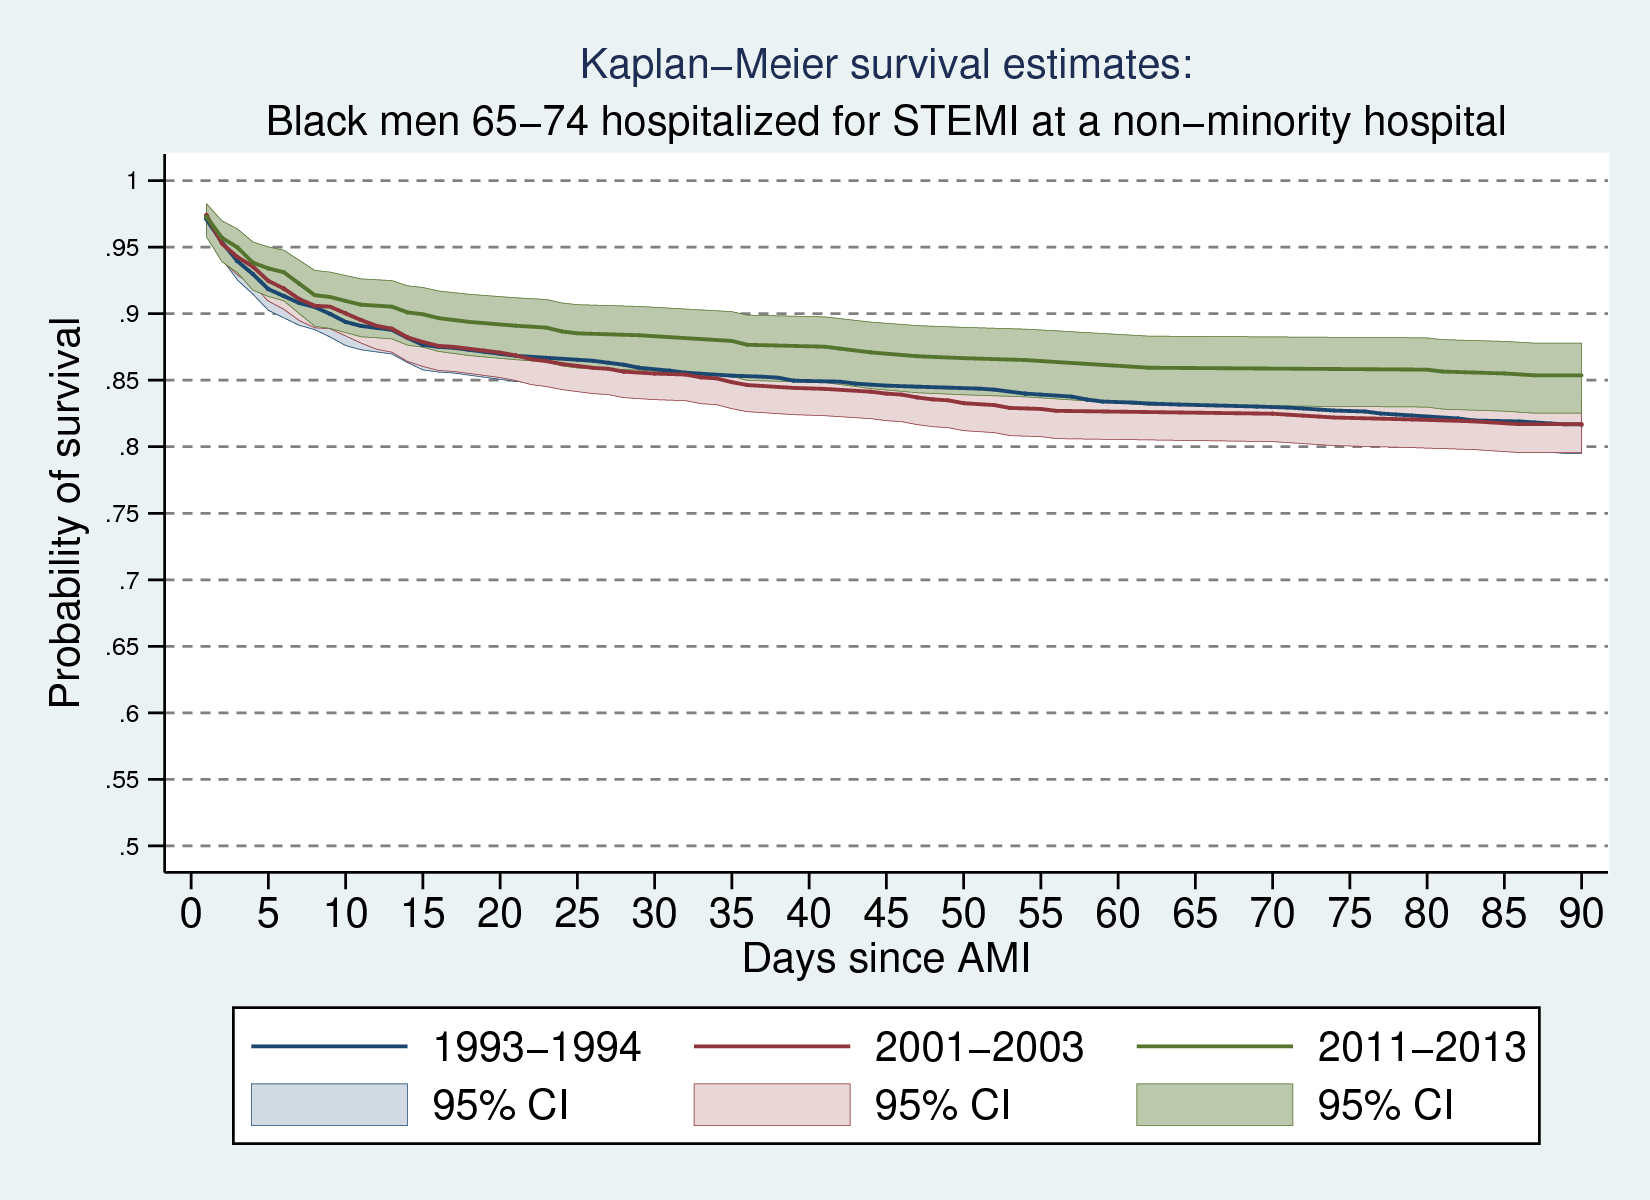 Kaplan–Meier survival estimates:
Black men 65–74 hospitalized for STEMI at a non–minority hospital
Probability of survival
1
.95
.9
.85
.8
.75
.7
.65
.6
.55
.5
0 5 10 15 20 25 30 35 40 45 50 55 60 65 70 75 80 85 90
Days since AMI
1993–1994 2001–2003 2011–2013
95% CI 95% CI 95% CI